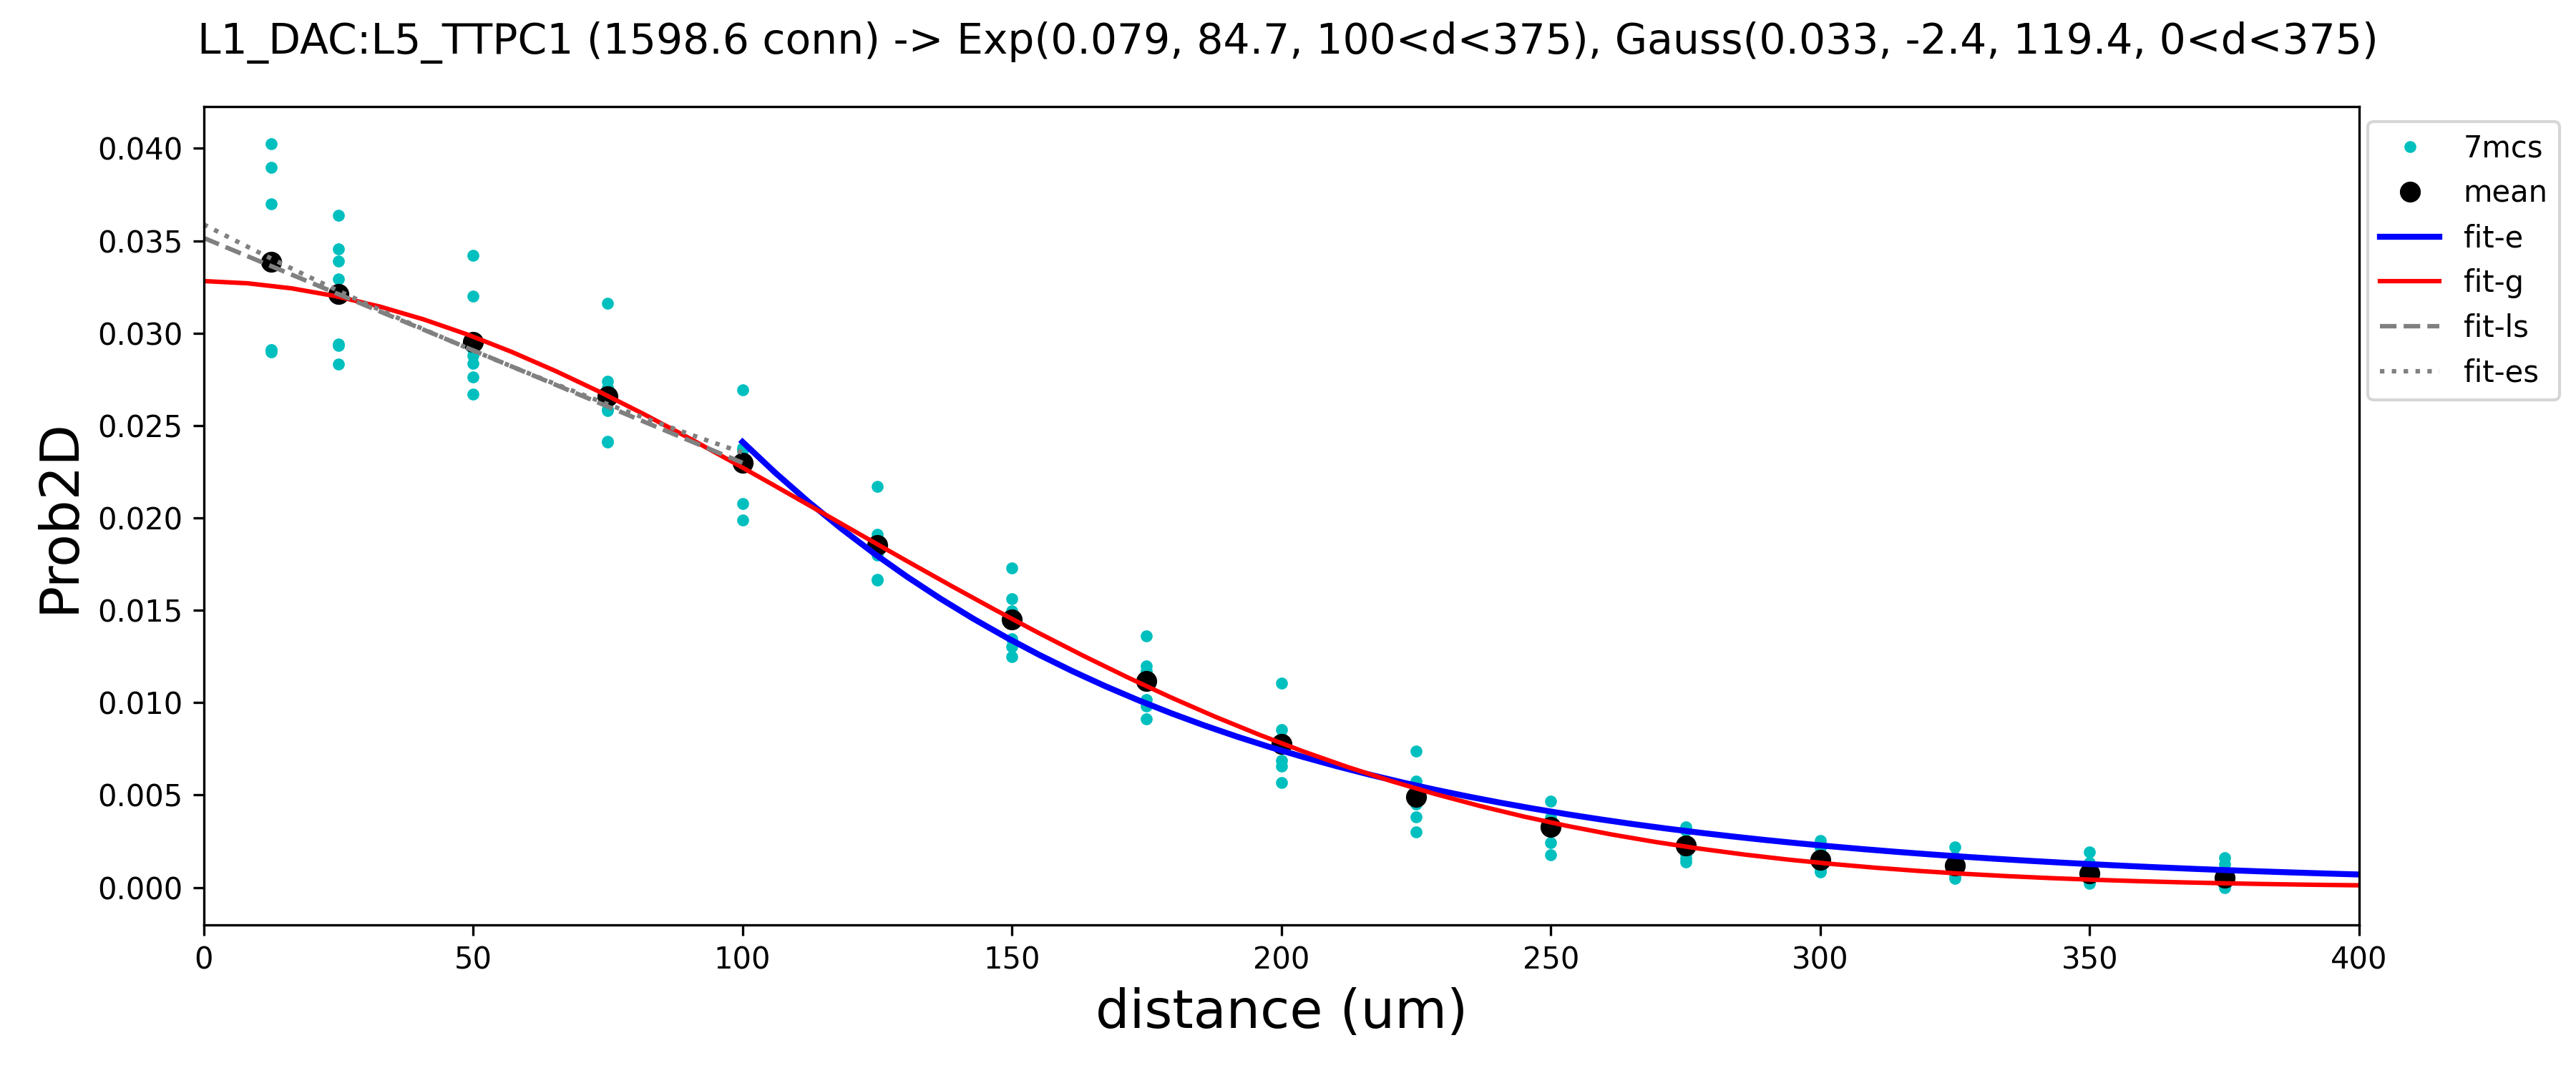 L1_DAC:L5_TTPC1 (1598.6 conn) -> Exp(0.079, 84.7, 100<d<375), Gauss(0.033, -2.4, 119.4, 0<d<375)
0.040
0.035
0.030
0.025
0.020
0.015
0.010
0.005
0.000
Prob2D
0 50 100 150 200 250 300 350 400
distance (um)
7mcs
mean
fit-e
fit-g
fit-ls
fit-es